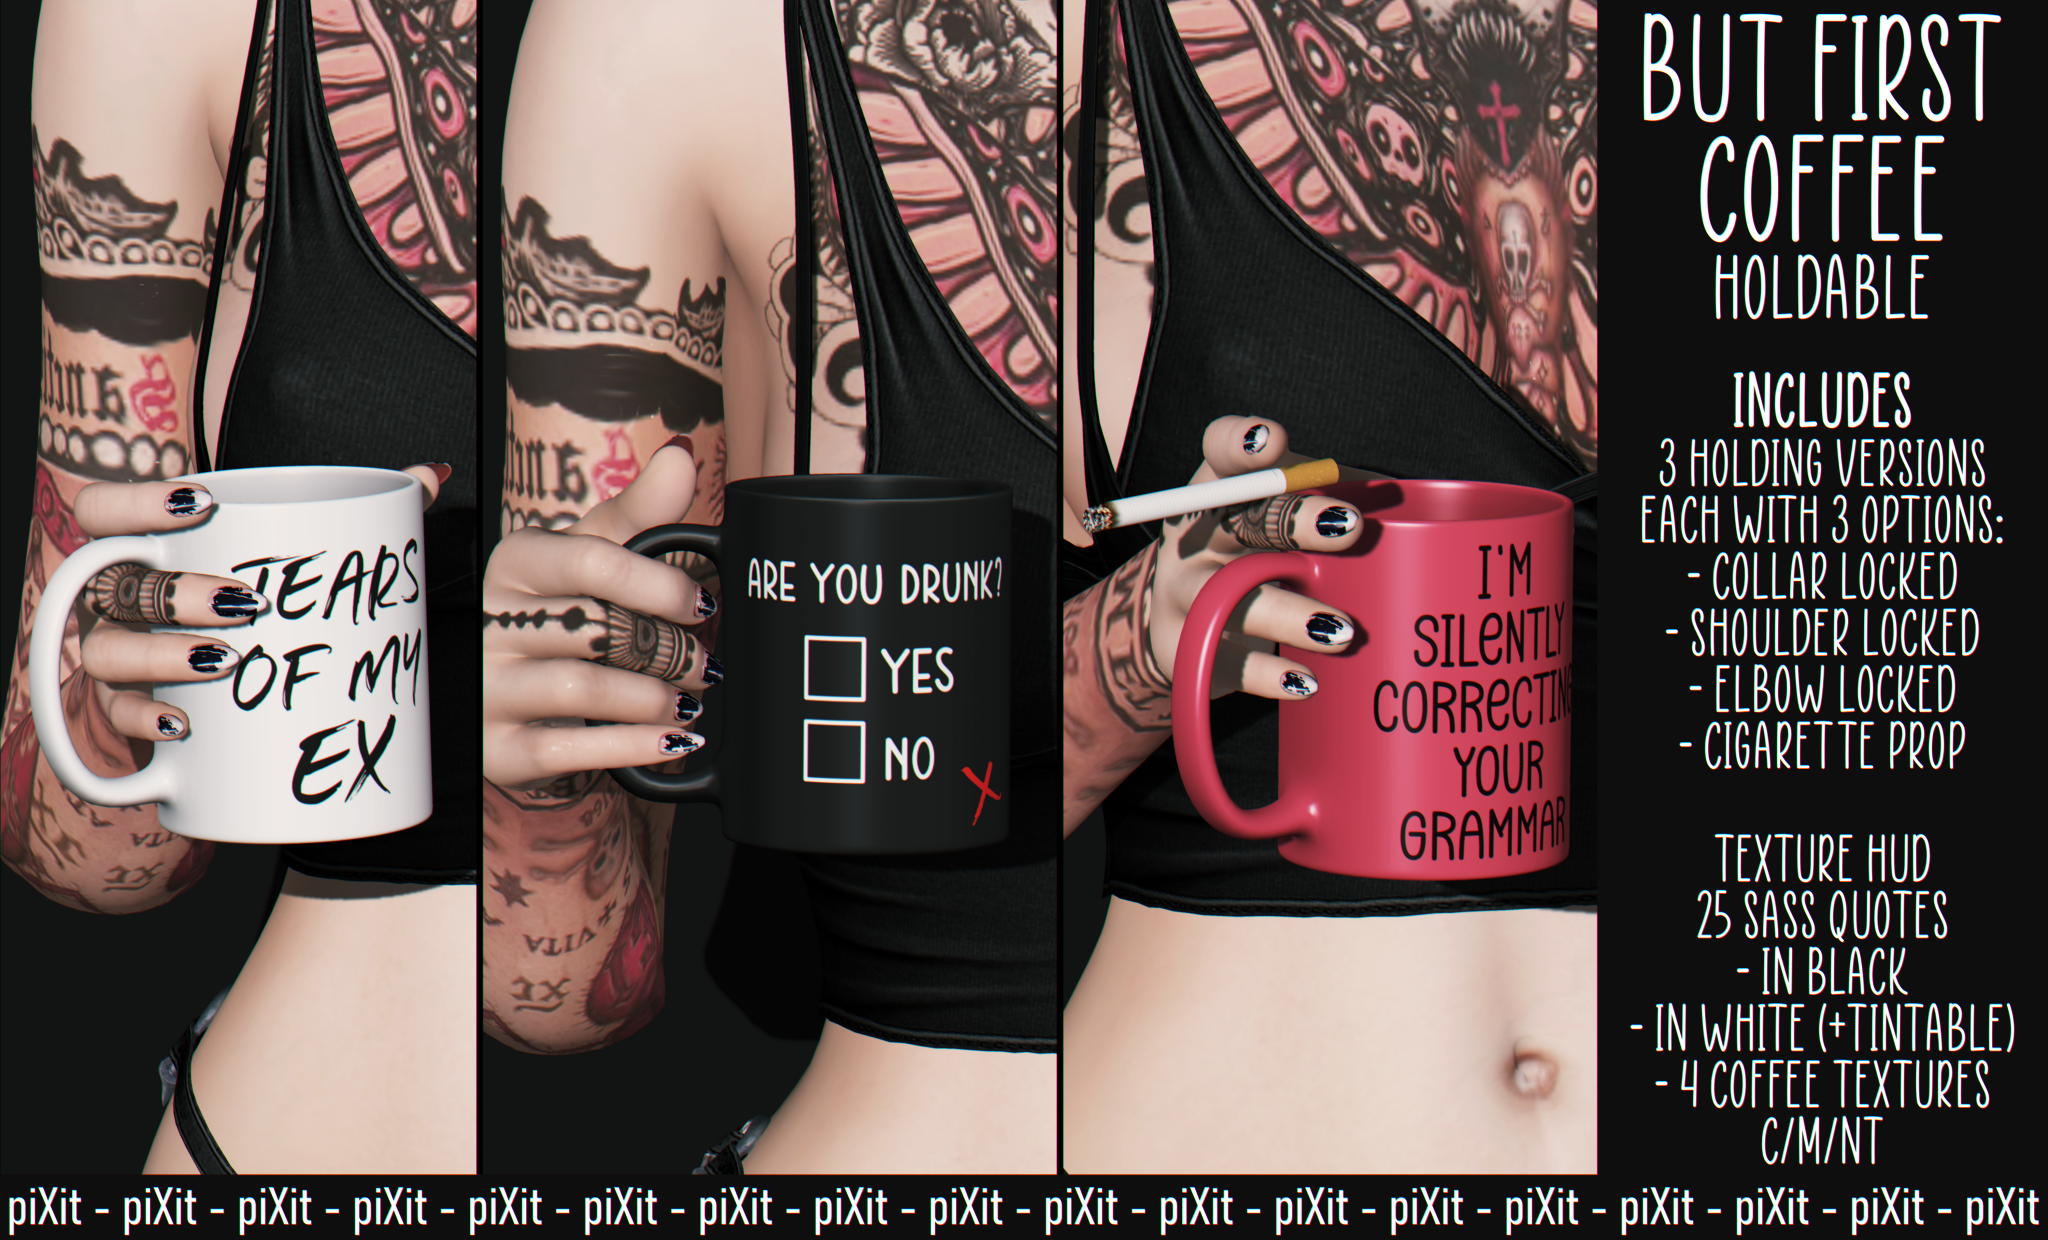 TEARS
OF MY
EX
ARE YOU DRUNK?
YES
NO
X
I'M
SILENTLY
CORRECTING
YOUR
GRAMMAR
VITA
VITA
BUT FIRST
COFFEE
HOLDABLE
INCLUDES
3 HOLDING VERSIONS
EACH WITH 3 OPTIONS:
- COLLAR LOCKED
- SHOULDER LOCKED
- ELBOW LOCKED
- CIGARETTE PROP
TEXTURE HUD
25 SASS QUOTES
- IN BLACK
- IN WHITE (+TINTABLE)
- 4 COFFEE TEXTURES
C/M/NT
piXit - piXit - piXit - piXit - piXit - piXit - piXit - piXit - piXit - piXit - piXit - piXit - piXit - piXit - piXit - piXit - piXit - piXit